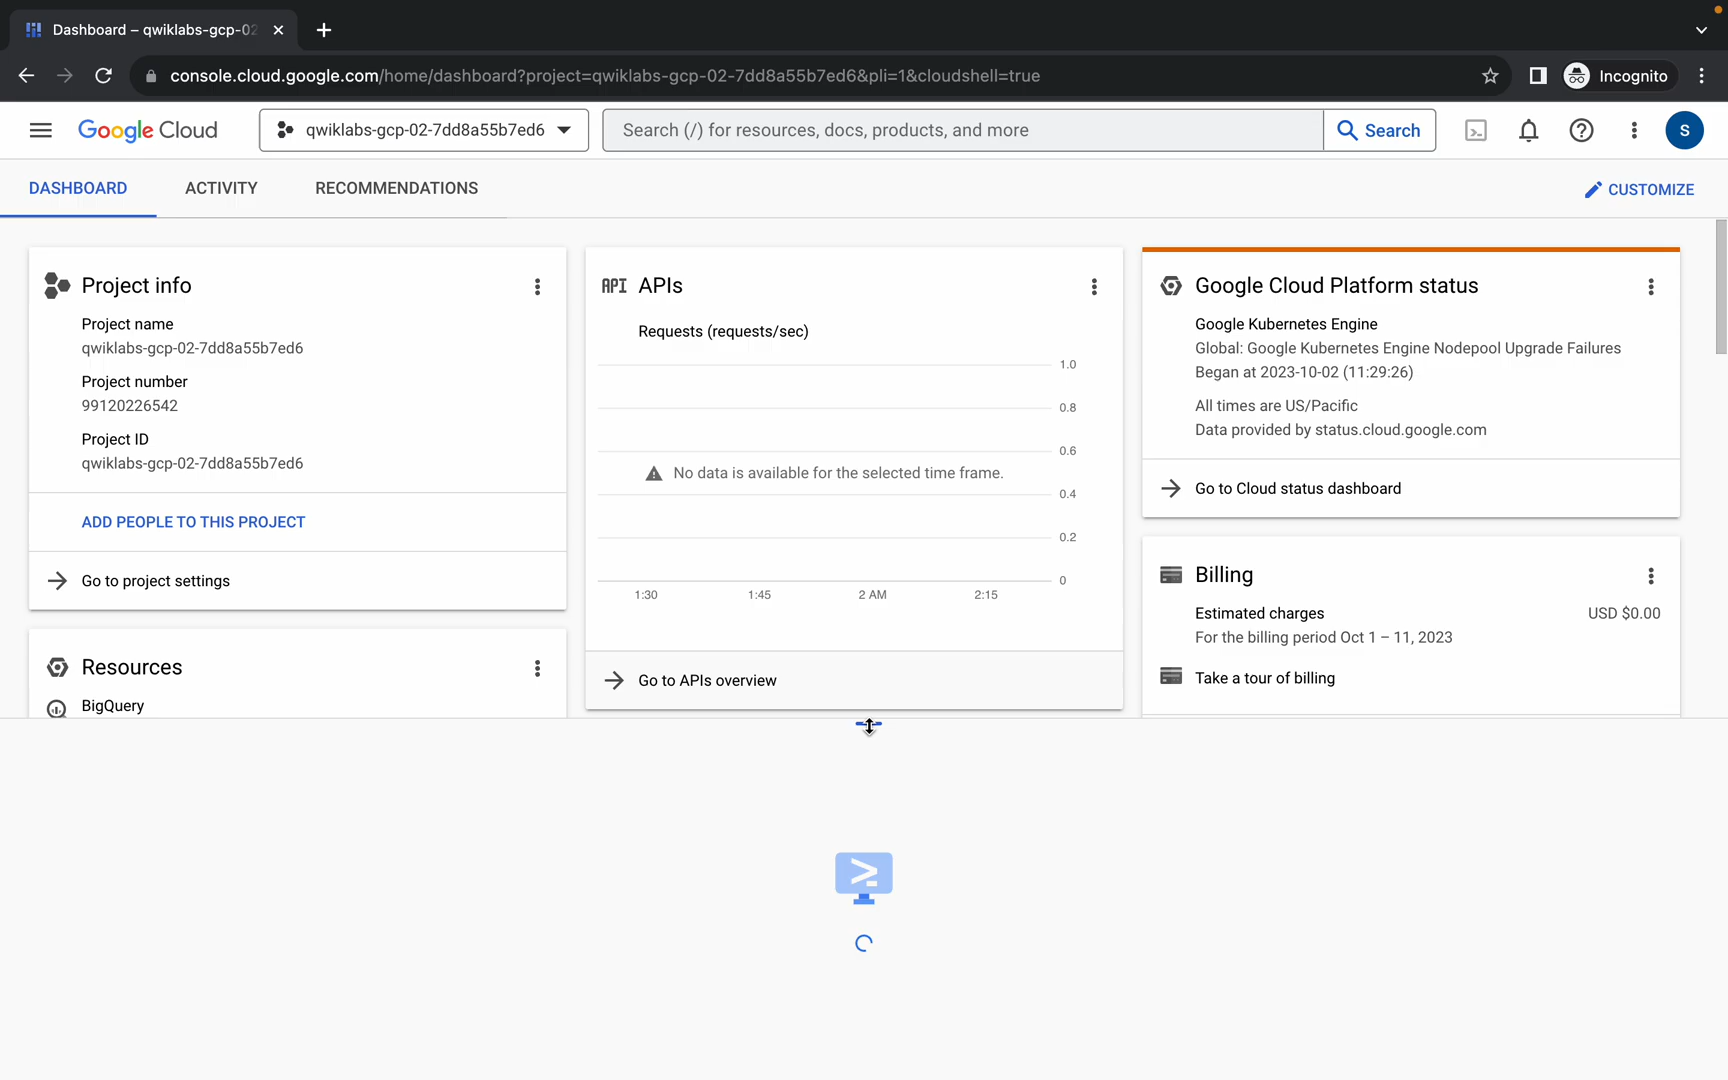 Dashboard – qwiklabs-gcp-02
console.cloud.google.com/home/dashboard?project=qwiklabs-gcp-02-7dd8a55b7ed6&pli=1&cloudshell=true
Incognito
Google Cloud
qwiklabs-gcp-02-7dd8a55b7ed6
Search (/) for resources, docs, products, and more
Search
S
DASHBOARD
ACTIVITY
RECOMMENDATIONS
CUSTOMIZE
Project info
Project name
qwiklabs-gcp-02-7dd8a55b7ed6
Project number
99120226542
Project ID
qwiklabs-gcp-02-7dd8a55b7ed6
ADD PEOPLE TO THIS PROJECT
Go to project settings
Resources
BigQuery
API APIs
Requests (requests/sec)
1.0
0.8
0.6
No data is available for the selected time frame.
0.4
0.2
0
1:30
1:45
2 AM
2:15
Go to APIs overview
Google Cloud Platform status
Google Kubernetes Engine
Global: Google Kubernetes Engine Nodepool Upgrade Failures
Began at 2023-10-02 (11:29:26)
All times are US/Pacific
Data provided by status.cloud.google.com
Go to Cloud status dashboard
Billing
Estimated charges
USD $0.00
For the billing period Oct 1 – 11, 2023
Take a tour of billing